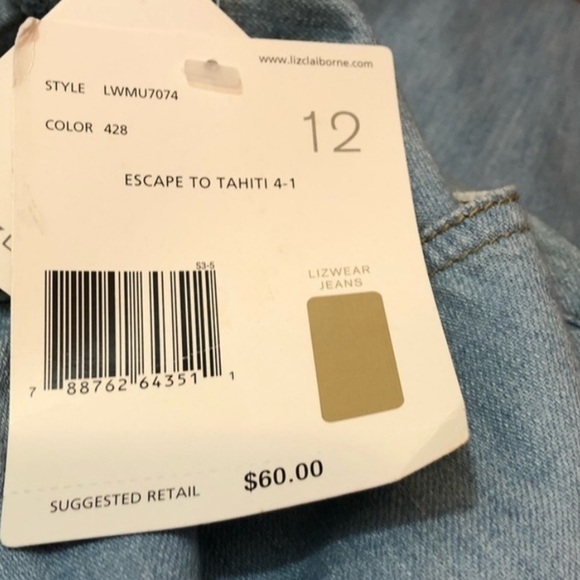 www.lizclaiborne.com
STYLE LWMU7074
COLOR 428
12
ESCAPE TO TAHITI 4-1
S3-5
LIZWEAR
JEANS
7 88762 64351 1
SUGGESTED RETAIL $60.00